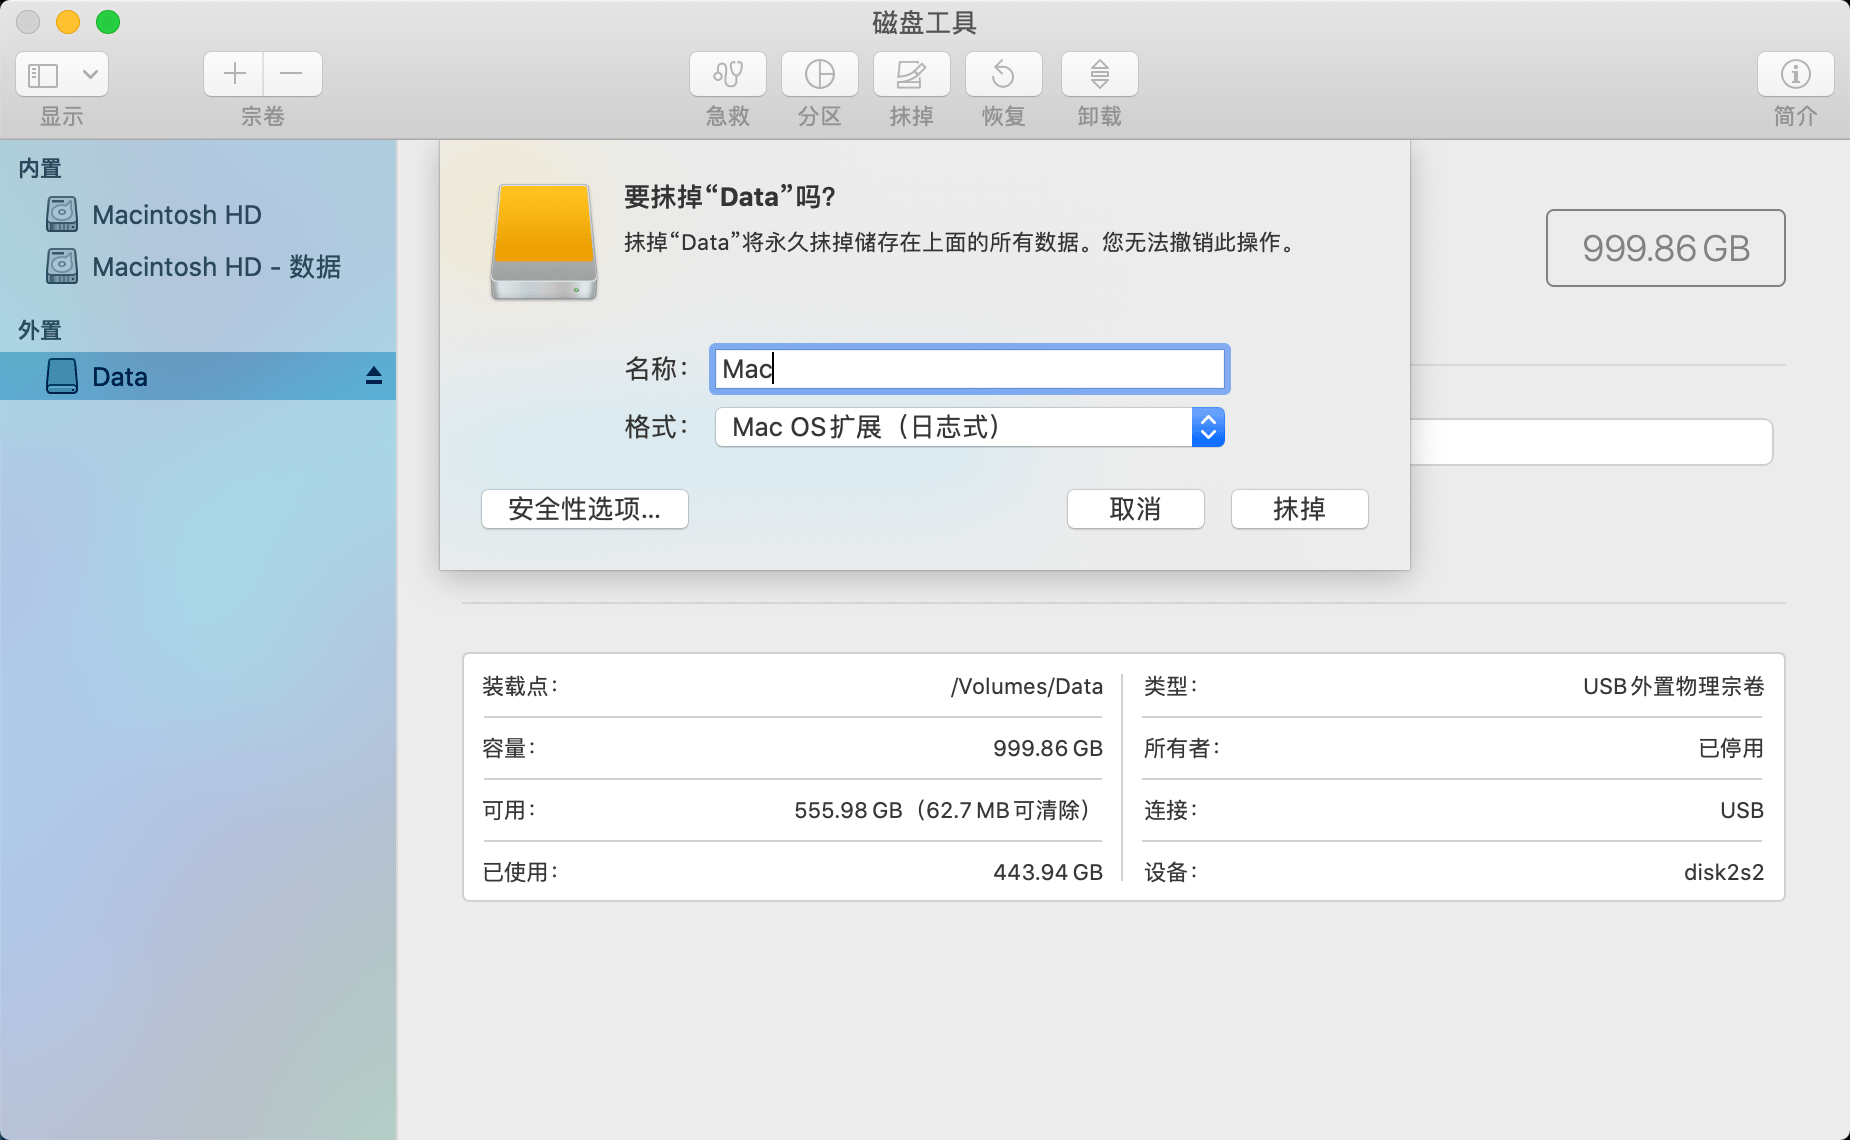 磁盘工具
显示
宗卷
急救
分区
抹掉
恢复
卸载
简介
内置
Macintosh HD
Macintosh HD - 数据
外置
Data
要抹掉“Data”吗?
抹掉“Data”将永久抹掉储存在上面的所有数据。您无法撤销此操作。
名称：
Mac
格式：
Mac OS扩展（日志式）
安全性选项...
取消
抹掉
999.86 GB
装载点：
/Volumes/Data
类型：
USB 外置物理宗卷
容量：
999.86 GB
所有者：
已停用
可用：
555.98 GB（62.7 MB 可清除）
连接：
USB
已使用：
443.94 GB
设备：
disk2s2